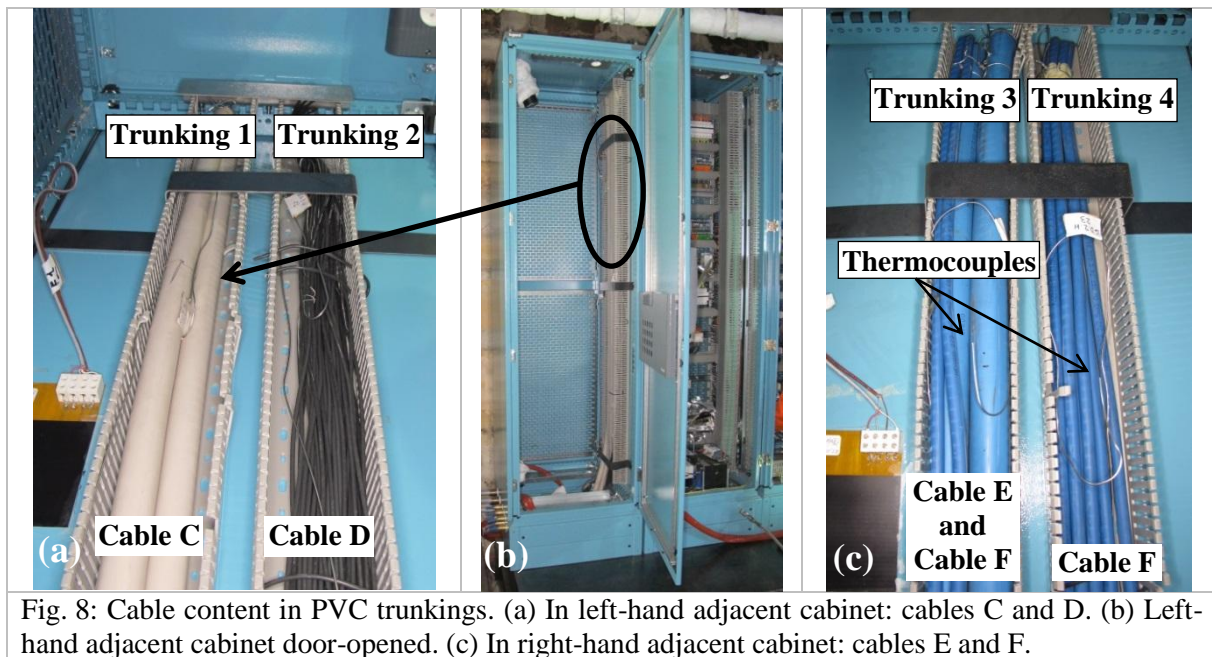 Trunking 1
Trunking 2
Cable C
Cable D
(a)
(b)
Trunking 3
Trunking 4
Thermocouples
Cable E
and
Cable F
Cable F
(c)
Fig. 8: Cable content in PVC trunkings. (a) In left-hand adjacent cabinet: cables C and D. (b) Left-
hand adjacent cabinet door-opened. (c) In right-hand adjacent cabinet: cables E and F.